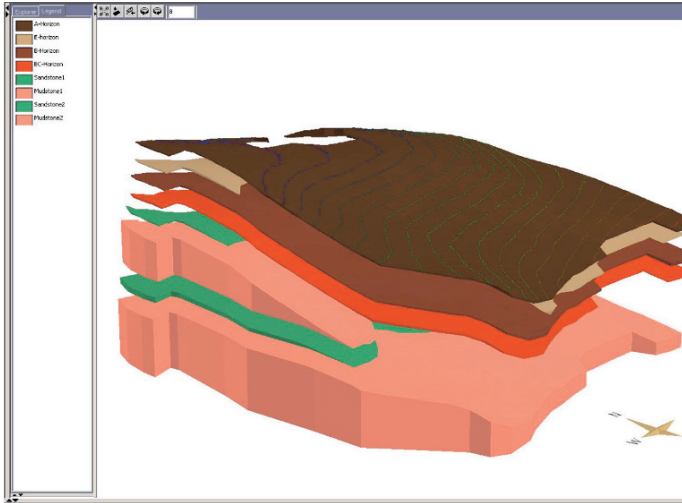 Explorer Legend
8
A-Horizon
E-horizon
B-Horizon
BC-Horizon
Sandstone1
Mudstone1
Sandstone2
Mudstone2
N
W